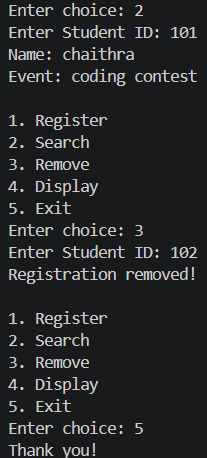 Enter choice: 2
Enter Student ID: 101
Name: chaithra
Event: coding contest

1. Register
2. Search
3. Remove
4. Display
5. Exit
Enter choice: 3
Enter Student ID: 102
Registration removed!

1. Register
2. Search
3. Remove
4. Display
5. Exit
Enter choice: 5
Thank you!